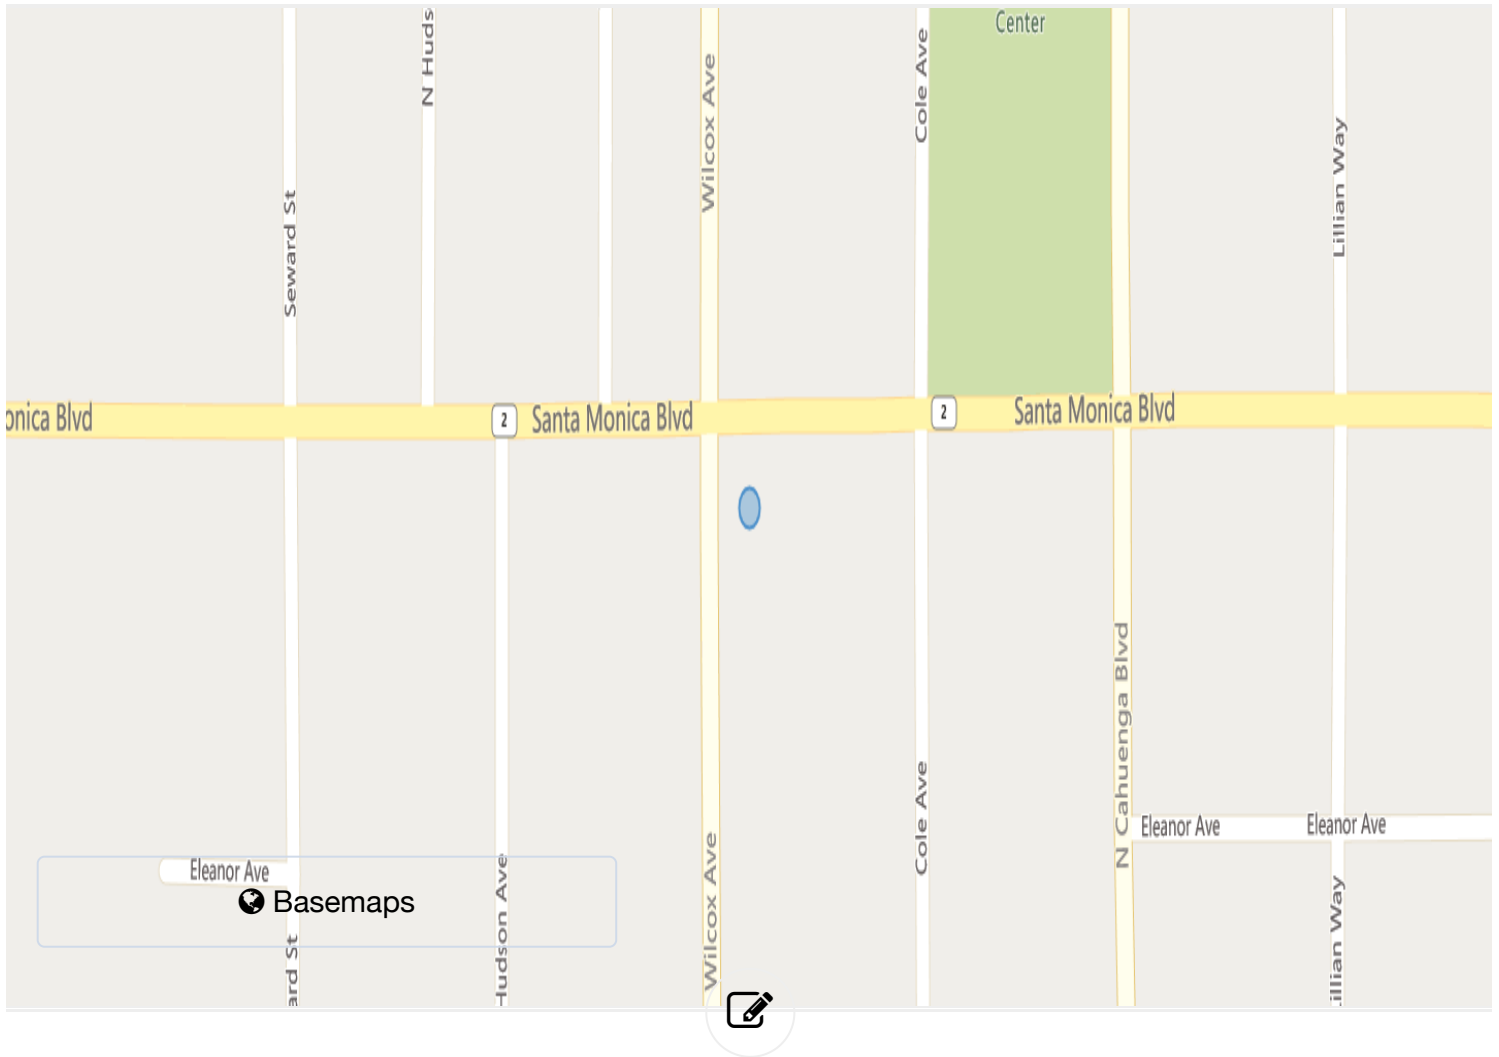 Center
N Huds
Cole Ave
Wilcox Ave
Lillian Way
Seward St
onica Blvd
2
Santa Monica Blvd
2
Santa Monica Blvd
N Cahuenga Blvd
Cole Ave
Eleanor Ave
Eleanor Ave
Wilcox Ave
Eleanor Ave
Basemaps
Hudson Ave
ard St
illian Way